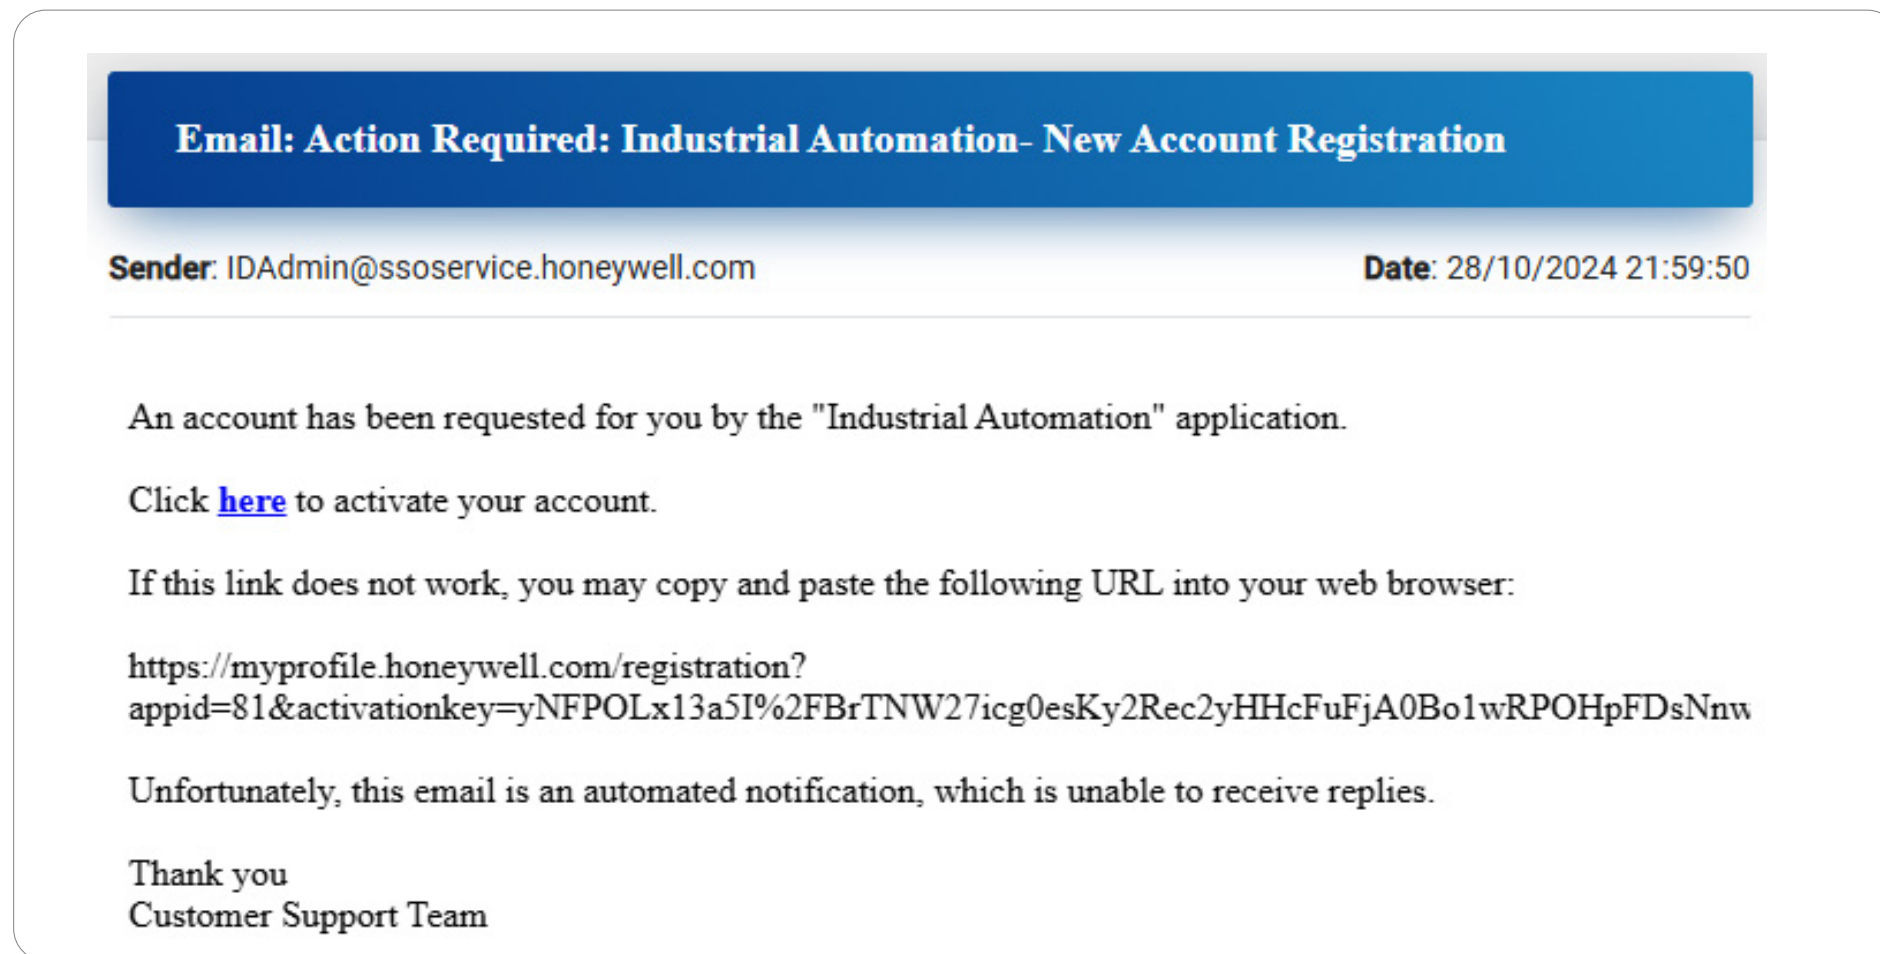 Email: Action Required: Industrial Automation- New Account Registration
Sender: IDAdmin@ssoservice.honeywell.com
Date: 28/10/2024 21:59:50
An account has been requested for you by the "Industrial Automation" application.
Click here to activate your account.
If this link does not work, you may copy and paste the following URL into your web browser:
https://myprofile.honeywell.com/registration?
appid=81&activationkey=yNFPOLx13a5I%2FBrTNW27icg0esKy2Rec2yHHcFuFjA0Bo1wRPOHpFDsNnw
Unfortunately, this email is an automated notification, which is unable to receive replies.
Thank you
Customer Support Team